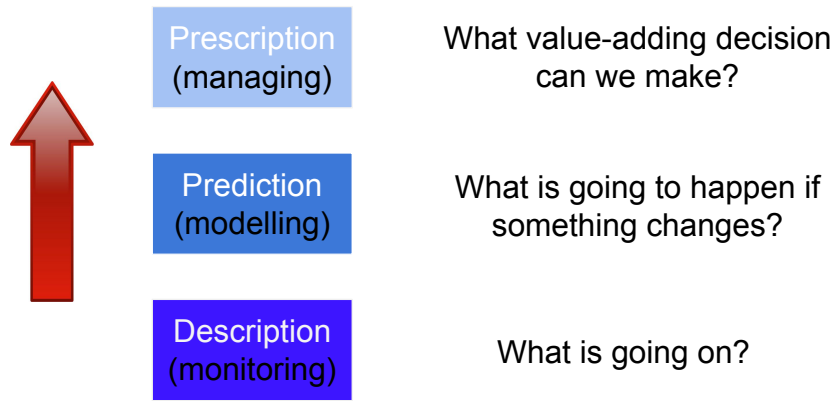 Prescription
(managing)
What value-adding decision
can we make?
Prediction
(modelling)
What is going to happen if
something changes?
Description
(monitoring)
What is going on?